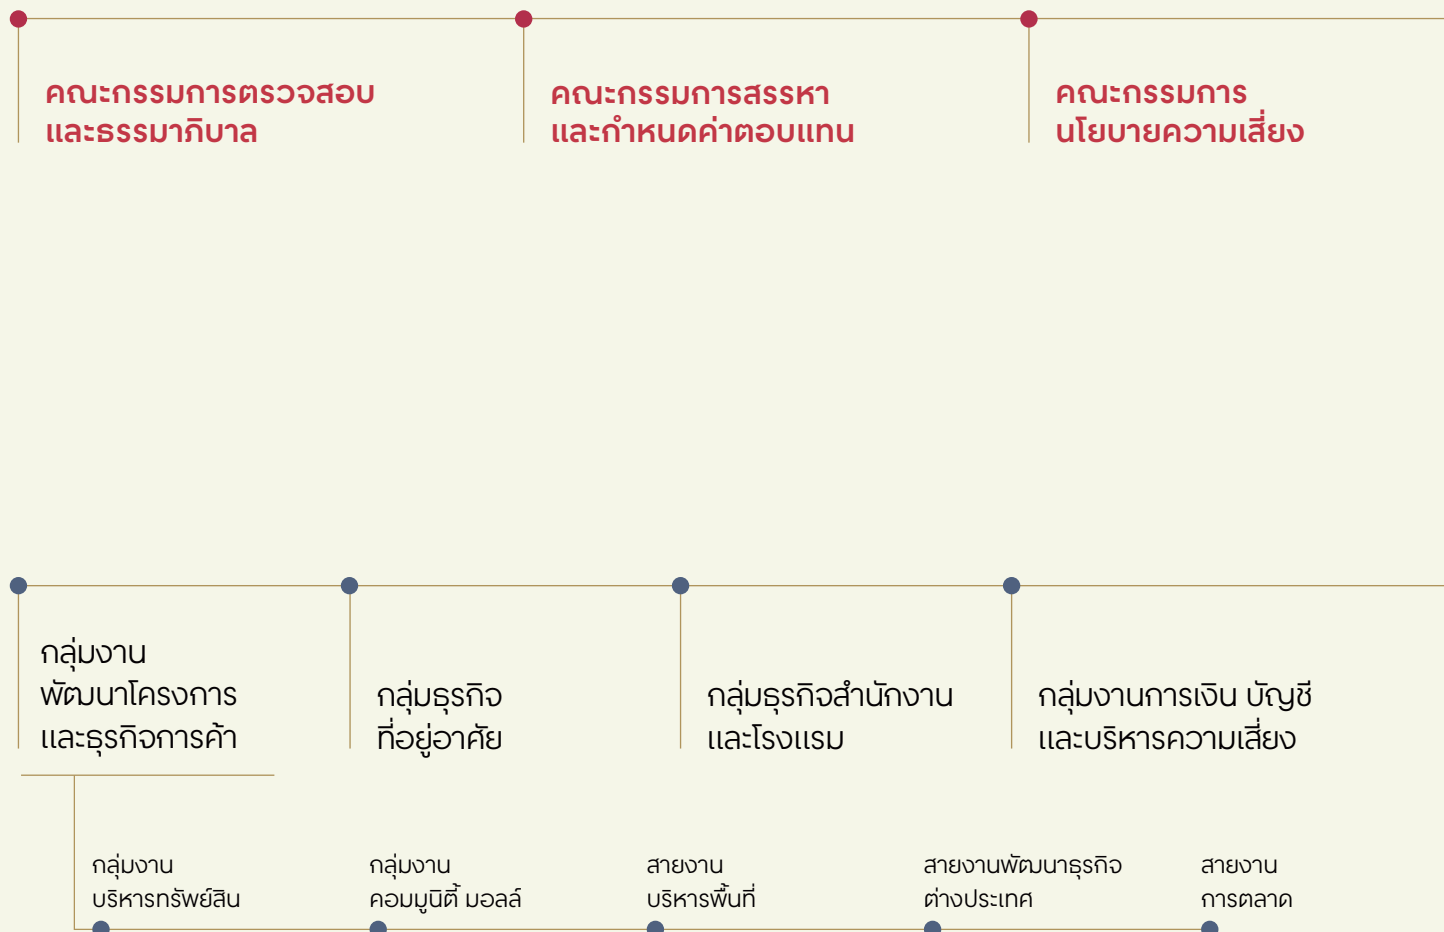 คณะกรรมการตรวจสอบ
และธรรมาภิบาล
คณะกรรมการสรรหา
และกำหนดค่าตอบแทน
คณะกรรมการ
นโยบายความเสี่ยง
กลุ่มงาน
พัฒนาโครงการ
และธุรกิจการค้า
กลุ่มธุรกิจ
ที่อยู่อาศัย
กลุ่มธุรกิจสำนักงาน
และโรงแรม
กลุ่มงานการเงิน บัญชี
และบริหารความเสี่ยง
กลุ่มงาน
บริหารทรัพย์สิน
กลุ่มงาน
คอมมูนิตี้ มอลล์
สายงาน
บริหารพื้นที่
สายงานพัฒนาธุรกิจ
ต่างประเทศ
สายงาน
การตลาด